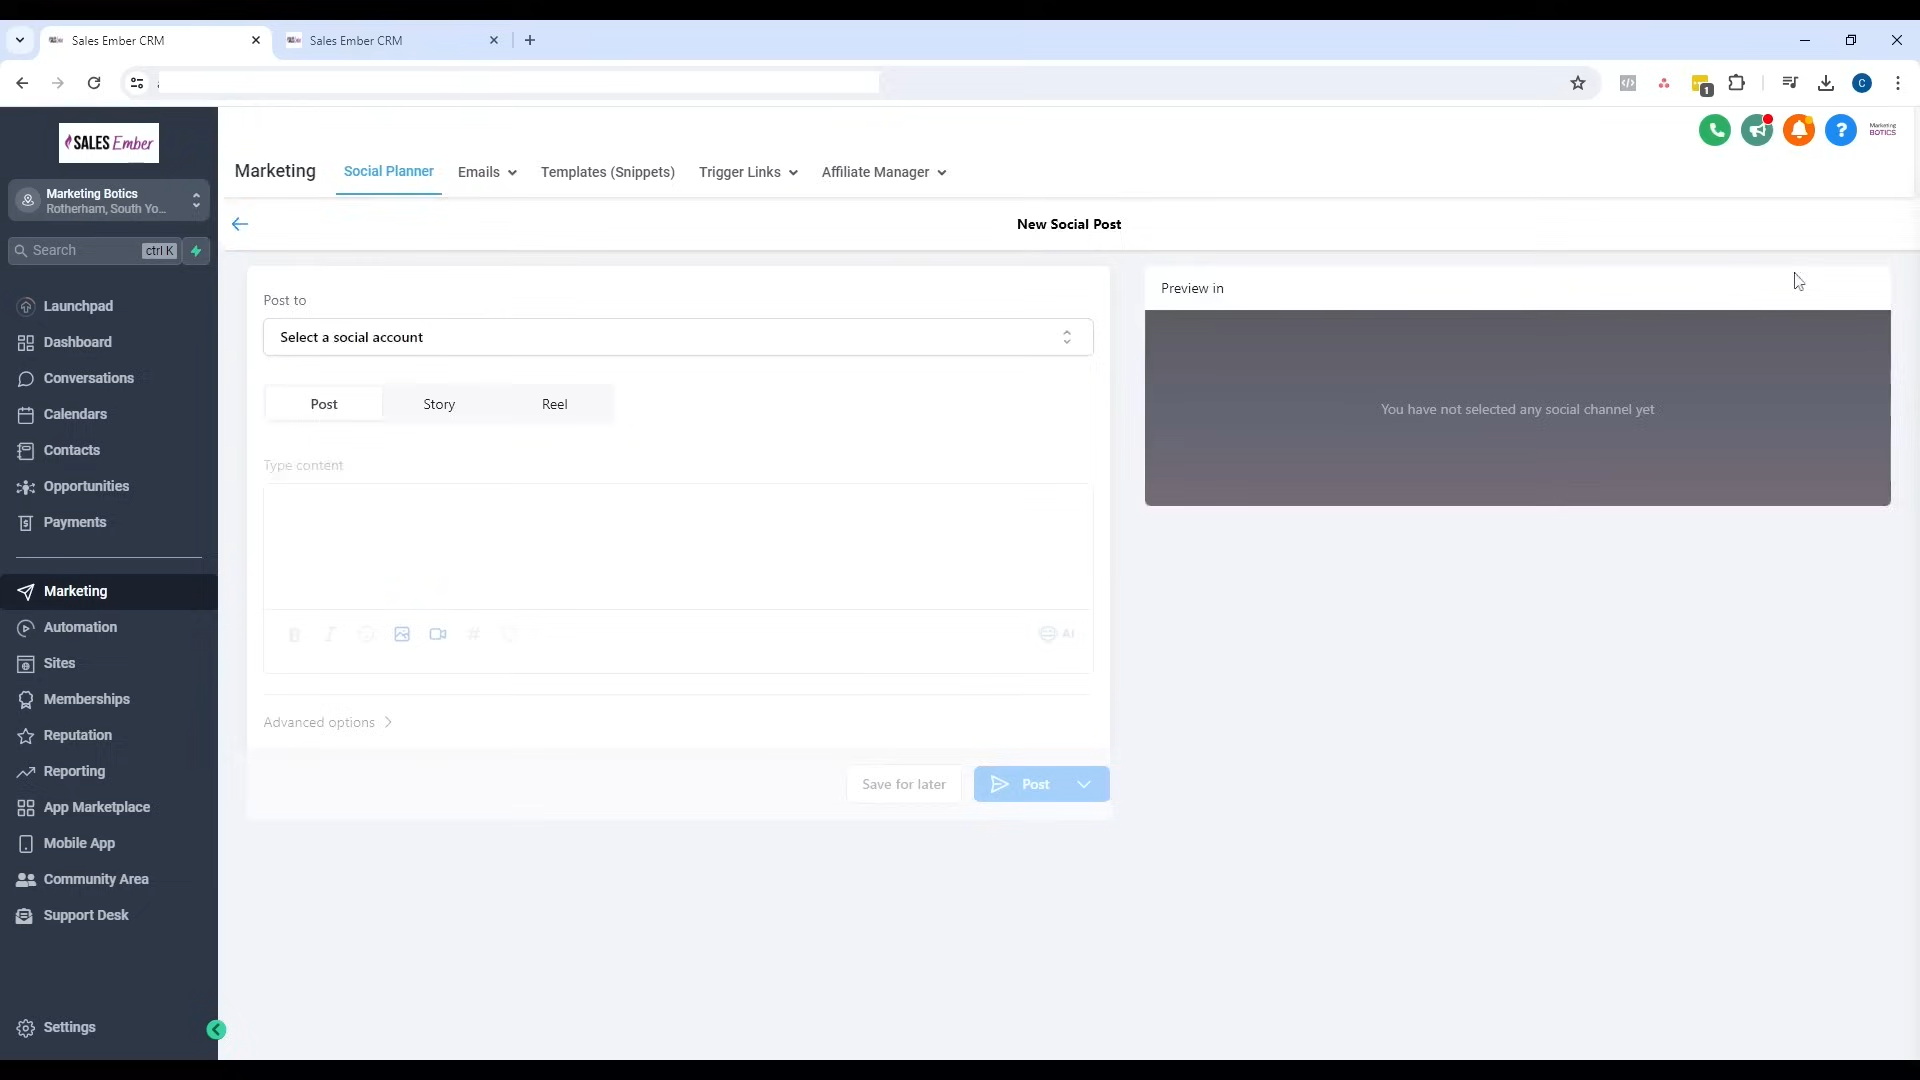 Sales Ember CRM
Sales Ember CRM
1
C
SALES Ember
Marketing Botics
Rotherham, South Yo...
Search
ctrl K
Launchpad
Dashboard
Conversations
Calendars
Contacts
Opportunities
Payments
Marketing
Automation
Sites
Memberships
Reputation
Reporting
App Marketplace
Mobile App
Community Area
Support Desk
Settings
?
Marketing
BOTICS
Marketing
Social Planner
Emails
Templates (Snippets)
Trigger Links
Affiliate Manager
New Social Post
Post to
Select a social account
Post
Story
Reel
Type content
B
I
#
AI
Advanced options
Save for later
Post
Preview in
You have not selected any social channel yet